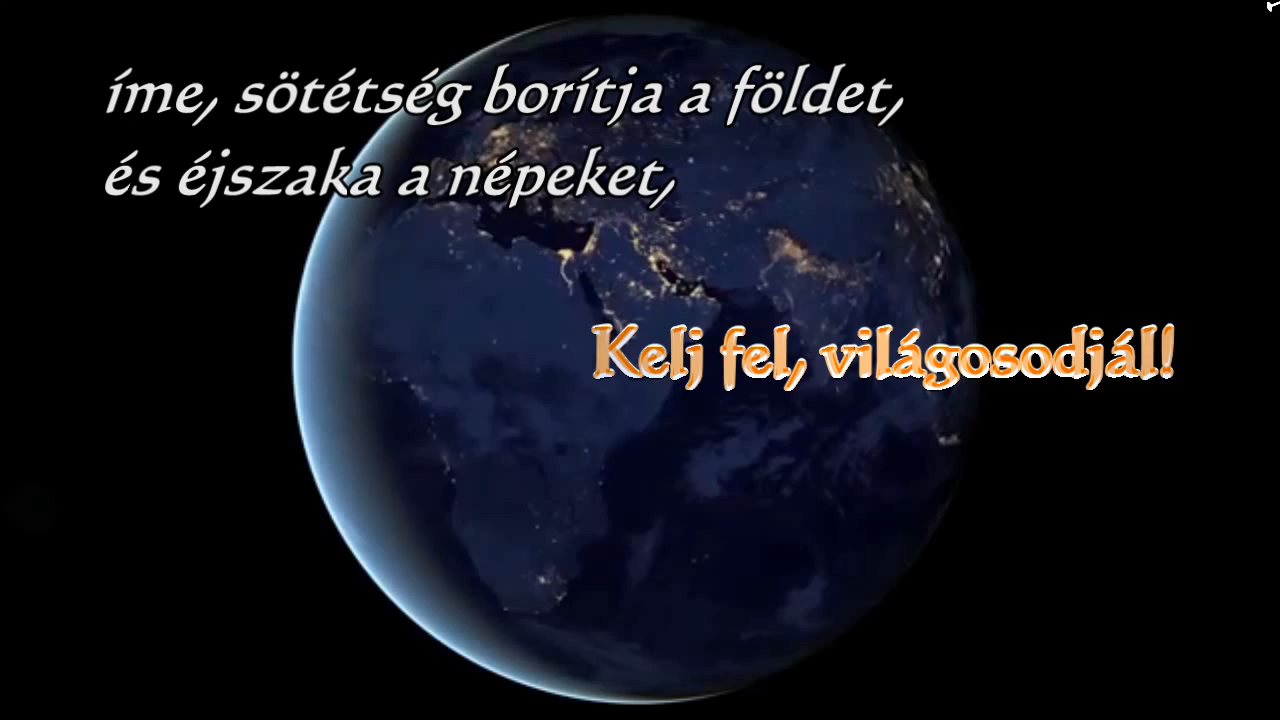 íme, sötétség borítja a földet,
és éjszaka a népeket,
Kelj fel, világosodjál!